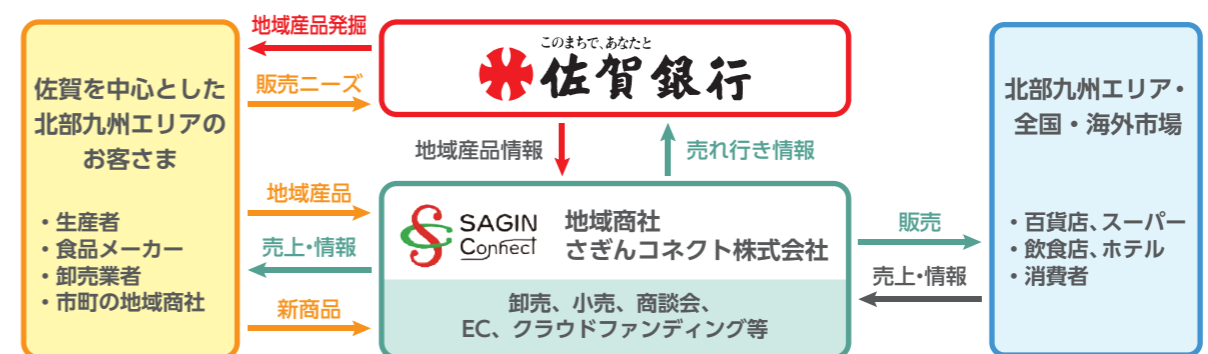 地域産品発掘
販売ニーズ
佐賀を中心とした
北部九州エリアの
お客さま
・生産者
・食品メーカー
・卸売業者
・市町の地域商社
このまちで、あなたと
佐賀銀行
地域産品情報
売れ行き情報
地域産品
売上・情報
新商品
SAGIN
Connect
地域商社
さぎんコネクト株式会社
卸売、小売、商談会、
EC、クラウドファンディング等
販売
売上・情報
北部九州エリア・
全国・海外市場
・百貨店、スーパー
・飲食店、ホテル
・消費者